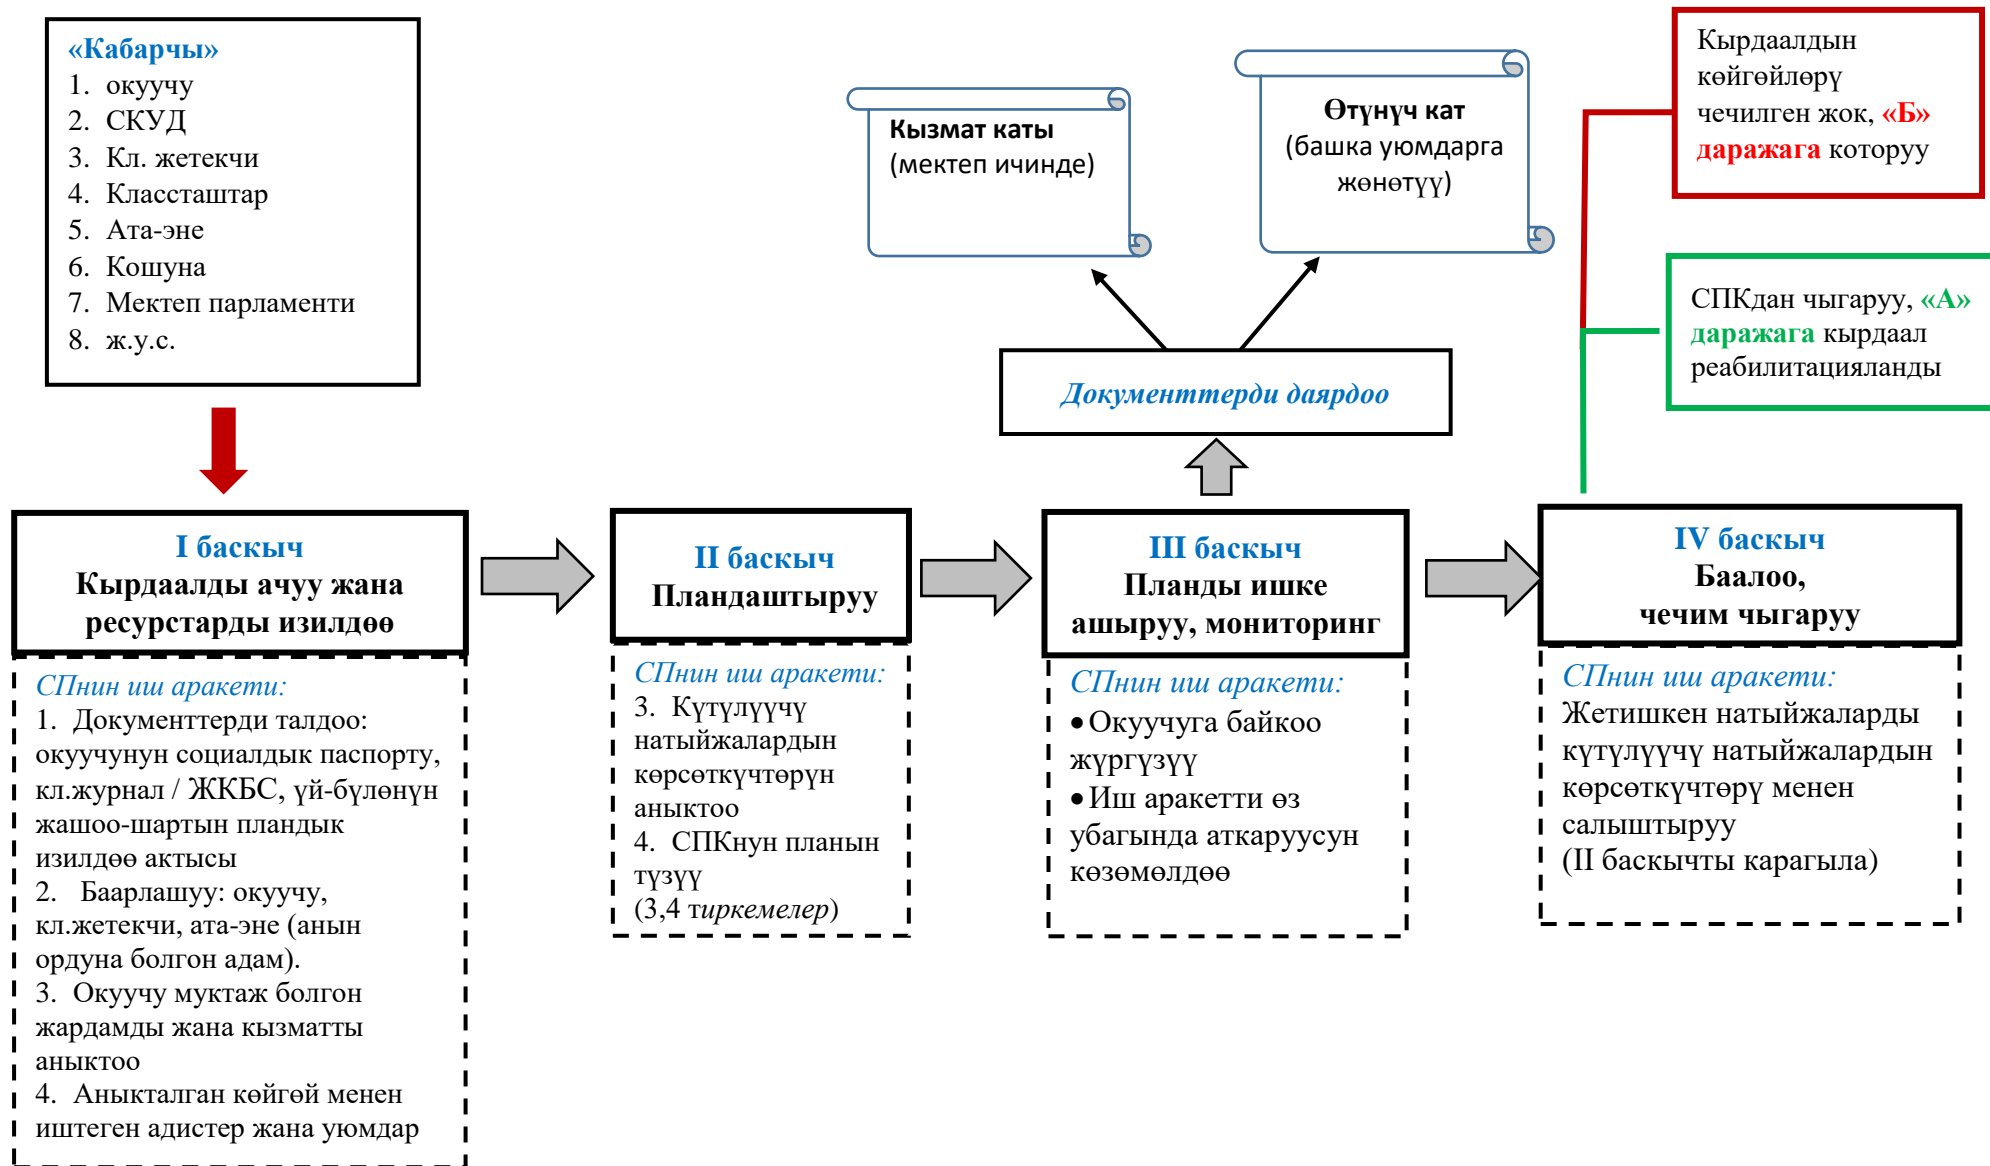 «Кабарчы»
1. окуучу
2. СКУД
3. Кл. жетекчи
4. Классташтар
5. Ата-эне
6. Кошуна
7. Мектеп парламенти
8. ж.у.с.
Кызмат каты
(мектеп ичинде)
Өтүнүч кат
(башка уюмдарга
жөнөтүү)
Кырдаалдын
көйгөйлөрү
чечилген жок, «Б»
даражага которуу
СПКдан чыгаруу, «А»
даражага кырдаал
реабилитацияланды
Документтерди даярдоо
I баскыч
Кырдаалды ачуу жана
ресурстарды изилдөө
СПнин иш аракети:
1. Документтерди талдоо:
окуучунун социалдык паспорту,
кл.журнал / ЖКБС, үй-бүлөнүн
жашоо-шартын пландык
изилдөө актысы
2. Баарлашуу: окуучу,
кл.жетекчи, ата-эне (анын
ордуна болгон адам).
3. Окуучу муктаж болгон
жардамды жана кызматты
аныктоо
4. Аныкталган көйгөй менен
иштеген адистер жана уюмдар
II баскыч
Пландаштыруу
СПнин иш аракети:
3. Күтүлүүчү
натыйжалардын
көрсөткүчтөрүн
аныктоо
4. СПКнун планын
түзүү
(3,4 тиркемелер)
III баскыч
Планды ишке
ашыруу, мониторинг
СПнин иш аракети:
• Окуучуга байкоо
жүргүзүү
• Иш аракетти өз
убагында аткаруусун
көзөмөлдөө
IV баскыч
Баалоо,
чечим чыгаруу
СПнин иш аракети:
Жетишкен натыйжаларды
күтүлүүчү натыйжалардын
көрсөткүчтөрү менен
салыштыруу
(II баскычты карагыла)